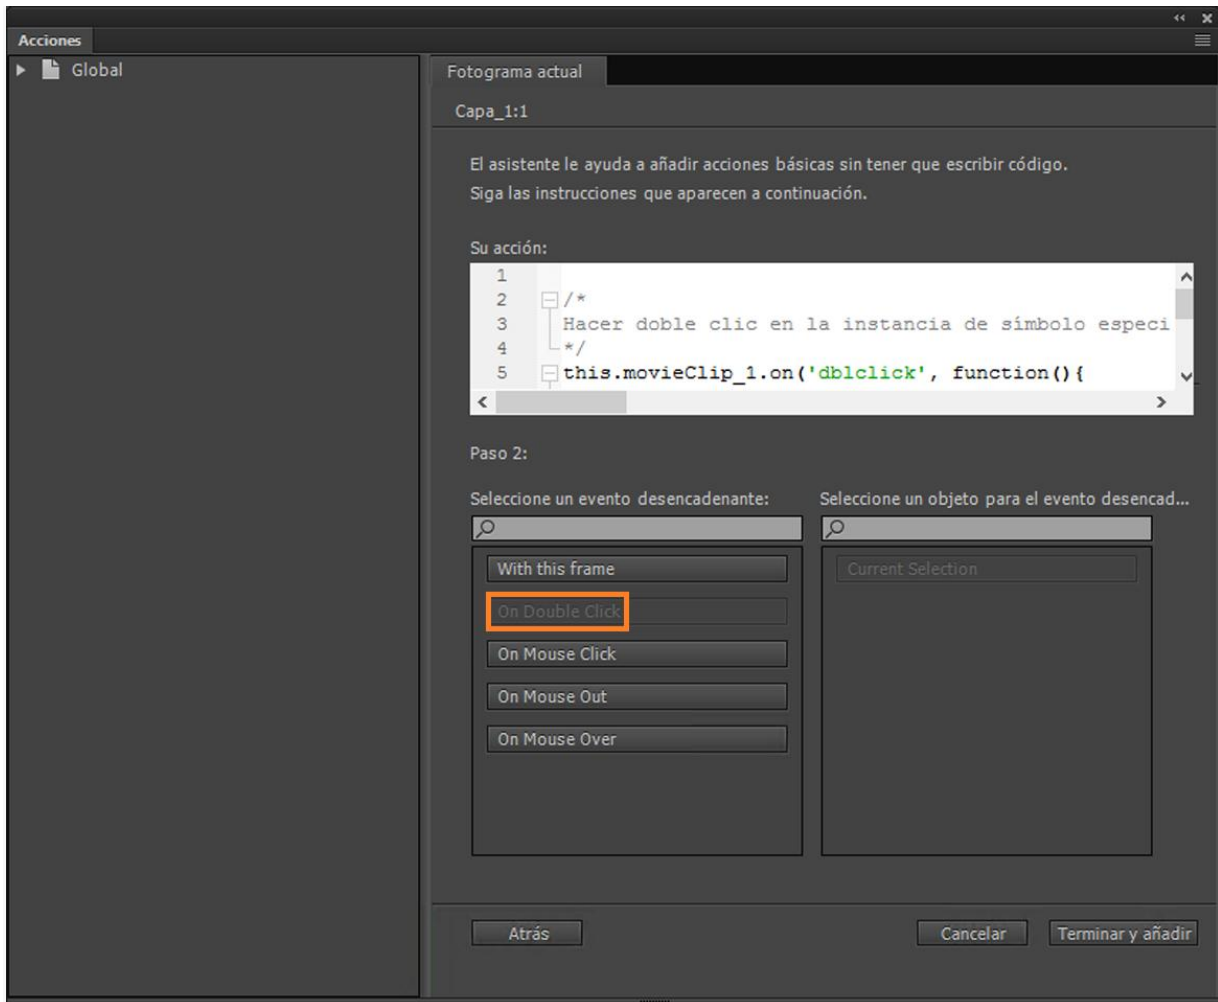 Acciones
Global
Fotograma actual
Capa_1:1
El asistente le ayuda a añadir acciones básicas sin tener que escribir código.
Siga las instrucciones que aparecen a continuación.
Su acción:
1
2 /*
3 Hacer doble clic en la instancia de símbolo especi
4 */
5 this.movieClip_1.on('dblclick', function(){
Paso 2:
Seleccione un evento desencadenante:
Seleccione un objeto para el evento desencad...
With this frame
Current Selection
On Double Click
On Mouse Click
On Mouse Out
On Mouse Over
Atrás
Cancelar
Terminar y añadir